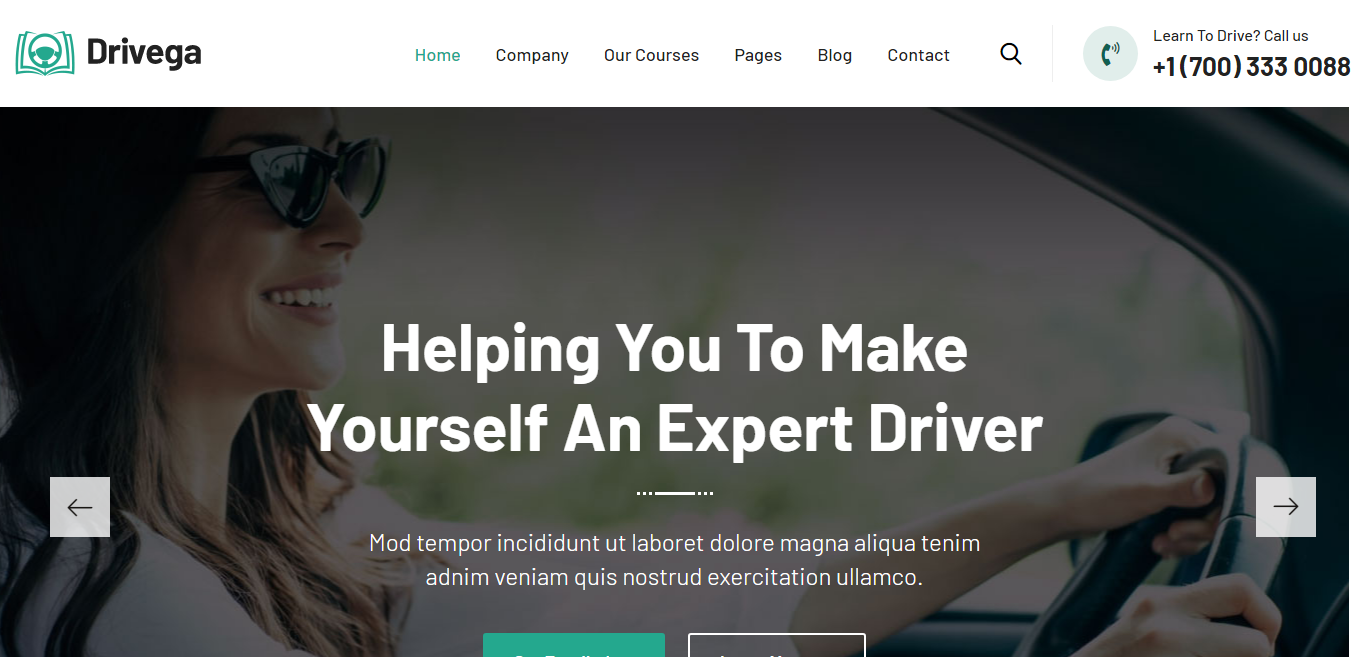 Drivega
Home Company Our Courses Pages Blog Contact
Learn To Drive? Call us
+1 (700) 333 0088
Helping You To Make
Yourself An Expert Driver
Mod tempor incididunt ut laboret dolore magna aliqua tenim
adnim veniam quis nostrud exercitation ullamco.